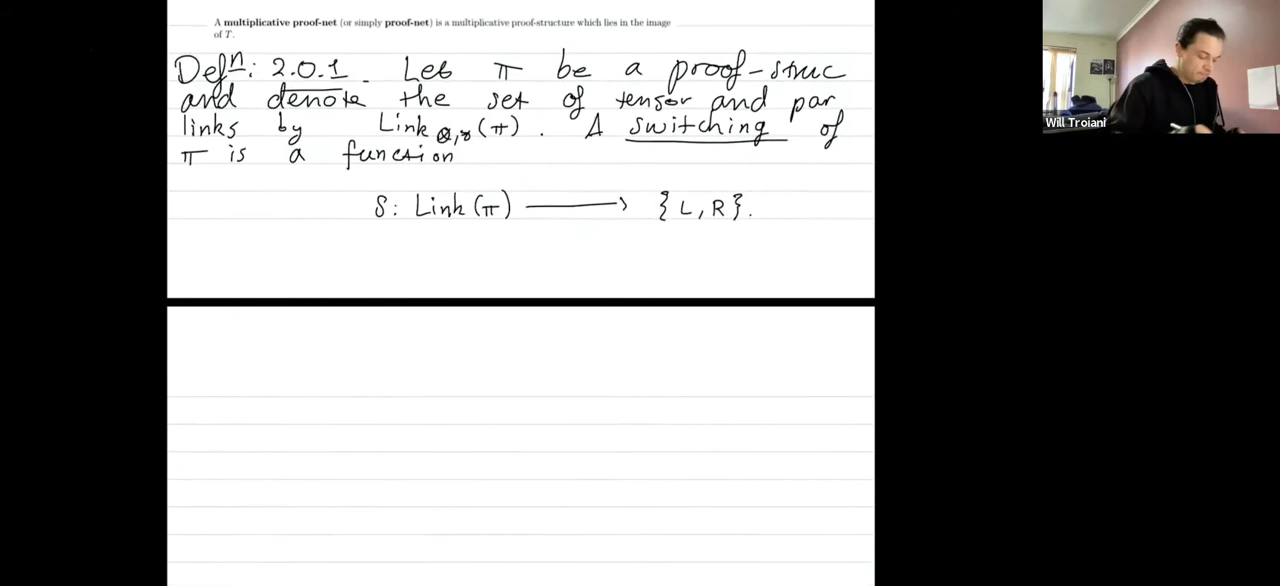 A multiplicative proof-net (or simply proof-net) is a multiplicative proof-structure which lies in the image
of T.
Defn: 2.0.1. Let π be a proof-struc
and denote the set of tensor and par
links by Link⊗,⅋(π). A switching of
π is a funcsion
S: Link(π) ⟶ {L, R}.
Will Troiani